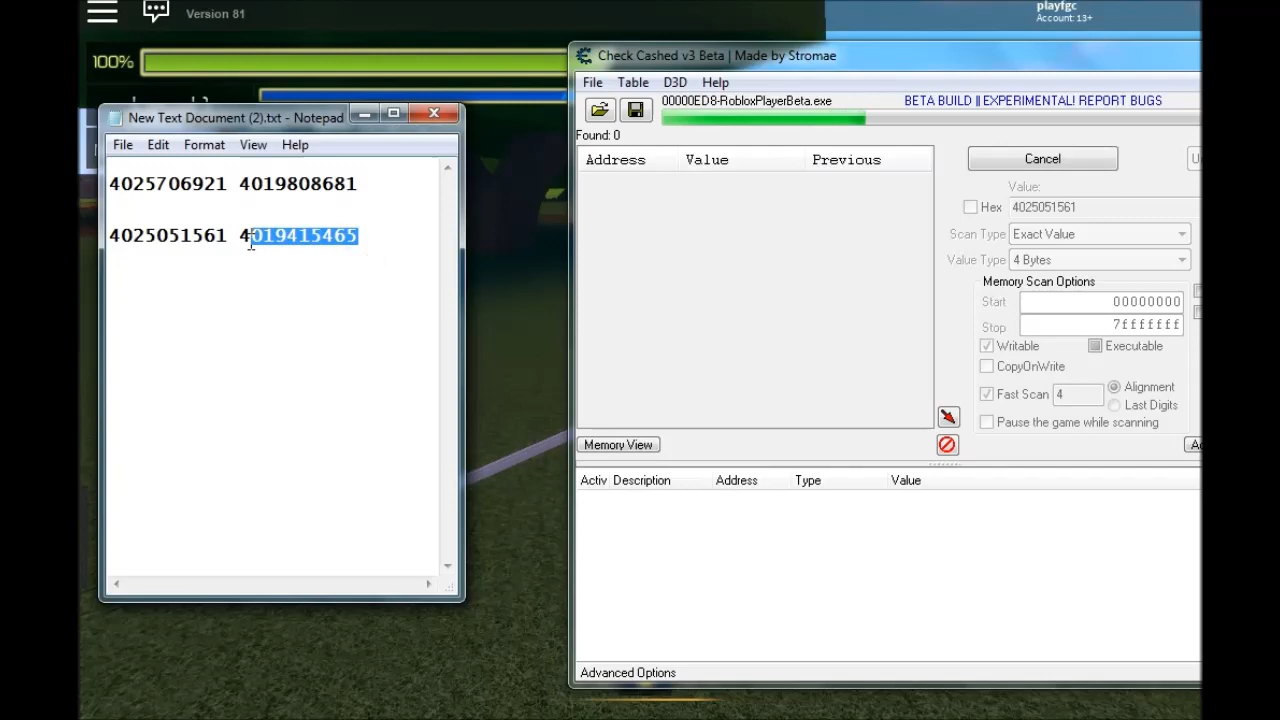 Version 81
playfgc
Account: 13+
100%
New Text Document (2).txt - Notepad
File Edit Format View Help
4025706921 4019808681
4025051561 4019415465
Check Cashed v3 Beta | Made by Stromae
File Table D3D Help
00000ED8-RobloxPlayerBeta.exe
BETA BUILD || EXPERIMENTAL! REPORT BUGS
Found: 0
Address Value Previous
Cancel
Value:
Hex 4025051561
Scan Type Exact Value
Value Type 4 Bytes
Memory Scan Options
Start 00000000
Stop 7fffffff
Writable Executable
CopyOnWrite
Fast Scan 4 Alignment
Last Digits
Pause the game while scanning
Memory View
Activ Description Address Type Value
Advanced Options